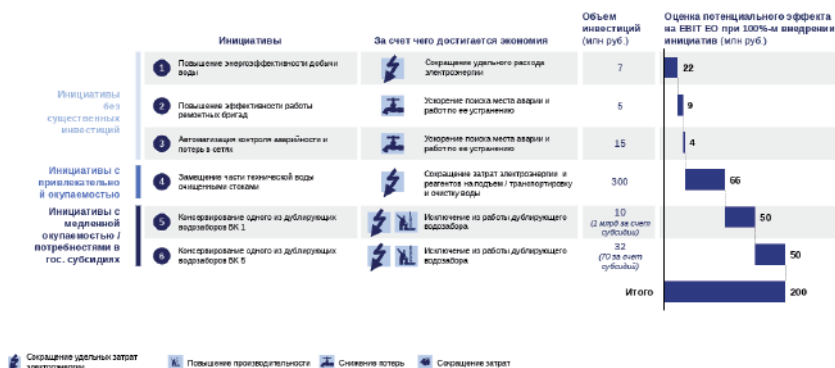 Объем
инвестиций
(млн руб.)
Оценка потенциального эффекта
на EBIT ЕО при 100%-м внедрении
инициатив (млн руб.)
Инициативы
За счет чего достигается экономия
Инициативы
без
существенных
инвестиций
1
Повышение энергоэффективности добычи
воды
Сокращение удельного расхода
электроэнергии
7
22
2
Повышение эффективности работы
ремонтных бригад
Ускорение поиска места аварии и
работ по ее устранению
5
9
3
Автоматизация контроля аварийности и
потерь в сетях
Ускорение поиска места аварии и
работ по ее устранению
15
4
Инициативы с
привлекательно
й окупаемостью
4
Замещение части технической воды
очищенными стоками
Сокращение затрат электроэнергии и
реагентов на подъем / транспортировку
и очистку воды
300
66
Инициативы с
медленной
окупаемостью /
потребностями в
гос. субсидиях
5
Консервирование одного из дублирующих
водозаборов ВК 1
Исключение из работы дублирующего
водозабора
10
(1 млрд за счет
субсидий)
50
6
Консервирование одного из дублирующих
водозаборов ВК 5
Исключение из работы дублирующего
водозабора
32
(70 за счет
субсидий)
50
Итого
200
Сокращение удельных затрат
электроэнергии
Повышение производительности
Снижение потерь
Сокращение затрат